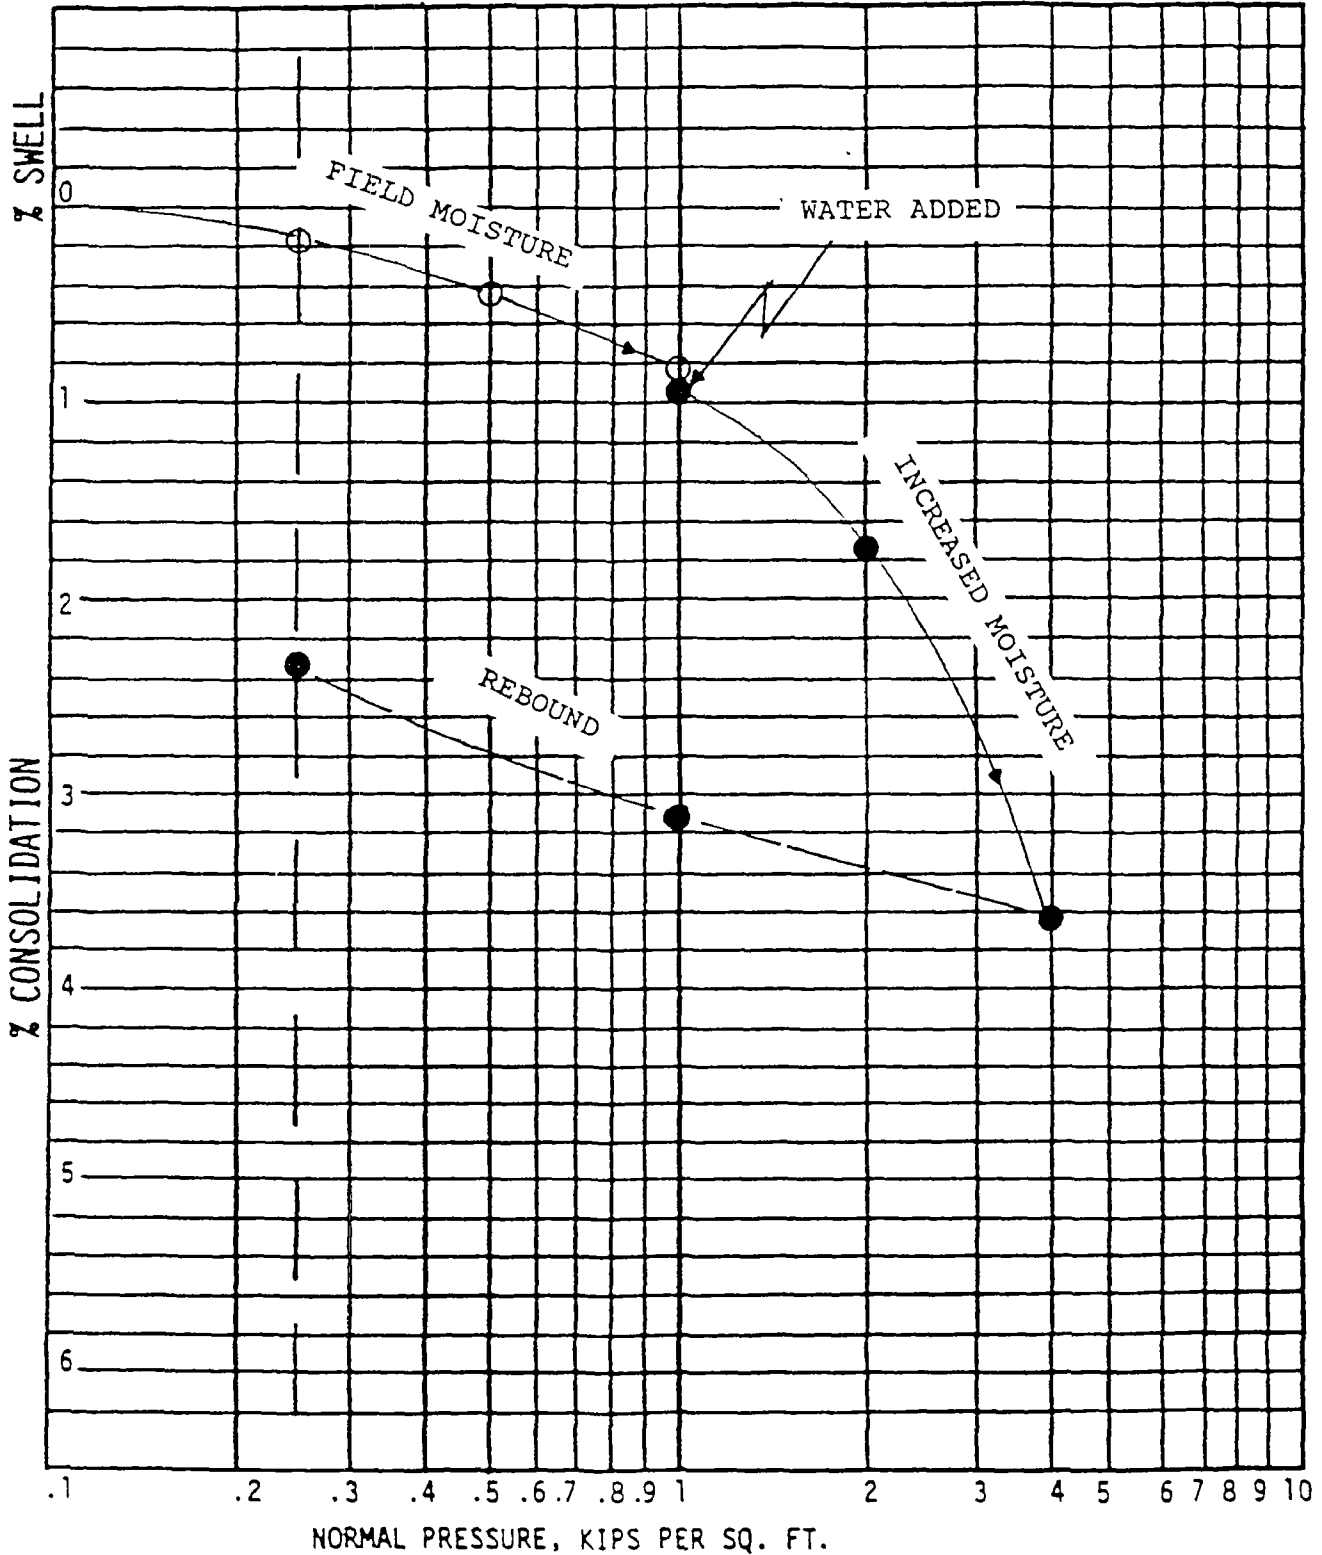 % SWELL
0
FIELD MOISTURE
WATER ADDED
1
INCREASED MOISTURE
2
REBOUND
% CONSOLIDATION
3
4
5
6
.1 .2 .3 .4 .5 .6 .7 .8 .9 1 2 3 4 5 6 7 8 9 10
NORMAL PRESSURE, KIPS PER SQ. FT.